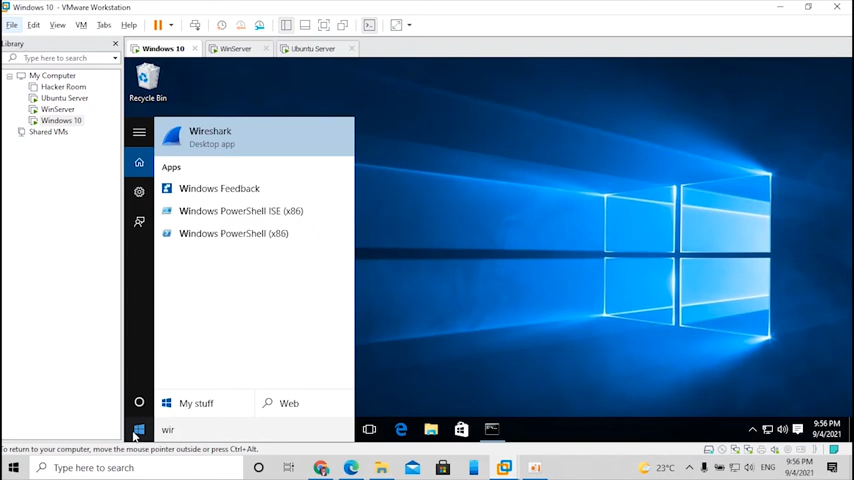 Windows 10 - VMware Workstation
File Edit View VM Tabs Help
Library
Type here to search
My Computer
Hacker Room
Ubuntu Server
WinServer
Windows 10
Shared VMs
Windows 10 WinServer Ubuntu Server
Recycle Bin
Wireshark
Desktop app
Apps
Windows Feedback
Windows PowerShell ISE (x86)
Windows PowerShell (x86)
My stuff Web
wir
9:56 PM
9/4/2021
To return to your computer, move the mouse pointer outside or press Ctrl+Alt.
Type here to search
23°C
ENG
9:56 PM
9/4/2021